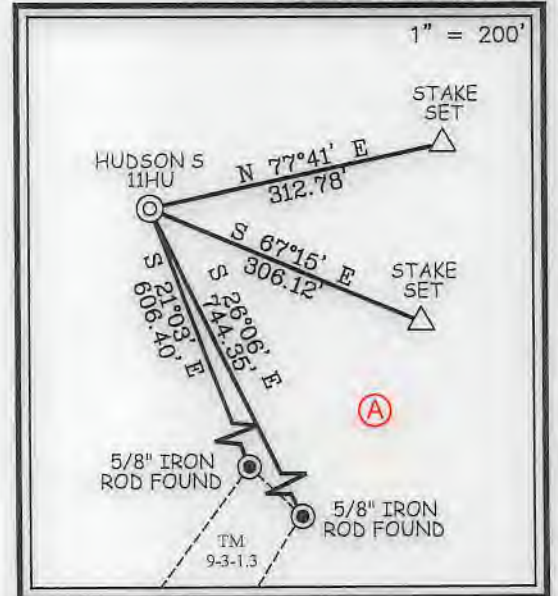 1" = 200'
STAKE
SET
HUDSON S
11HU
N 77°41' E
312.78'
S 67°15' E
306.12'
STAKE
SET
S 21°03' E
606.40'
S 26°06' E
744.35'
A
5/8" IRON
ROD FOUND
5/8" IRON
ROD FOUND
TM
9-3-1.3